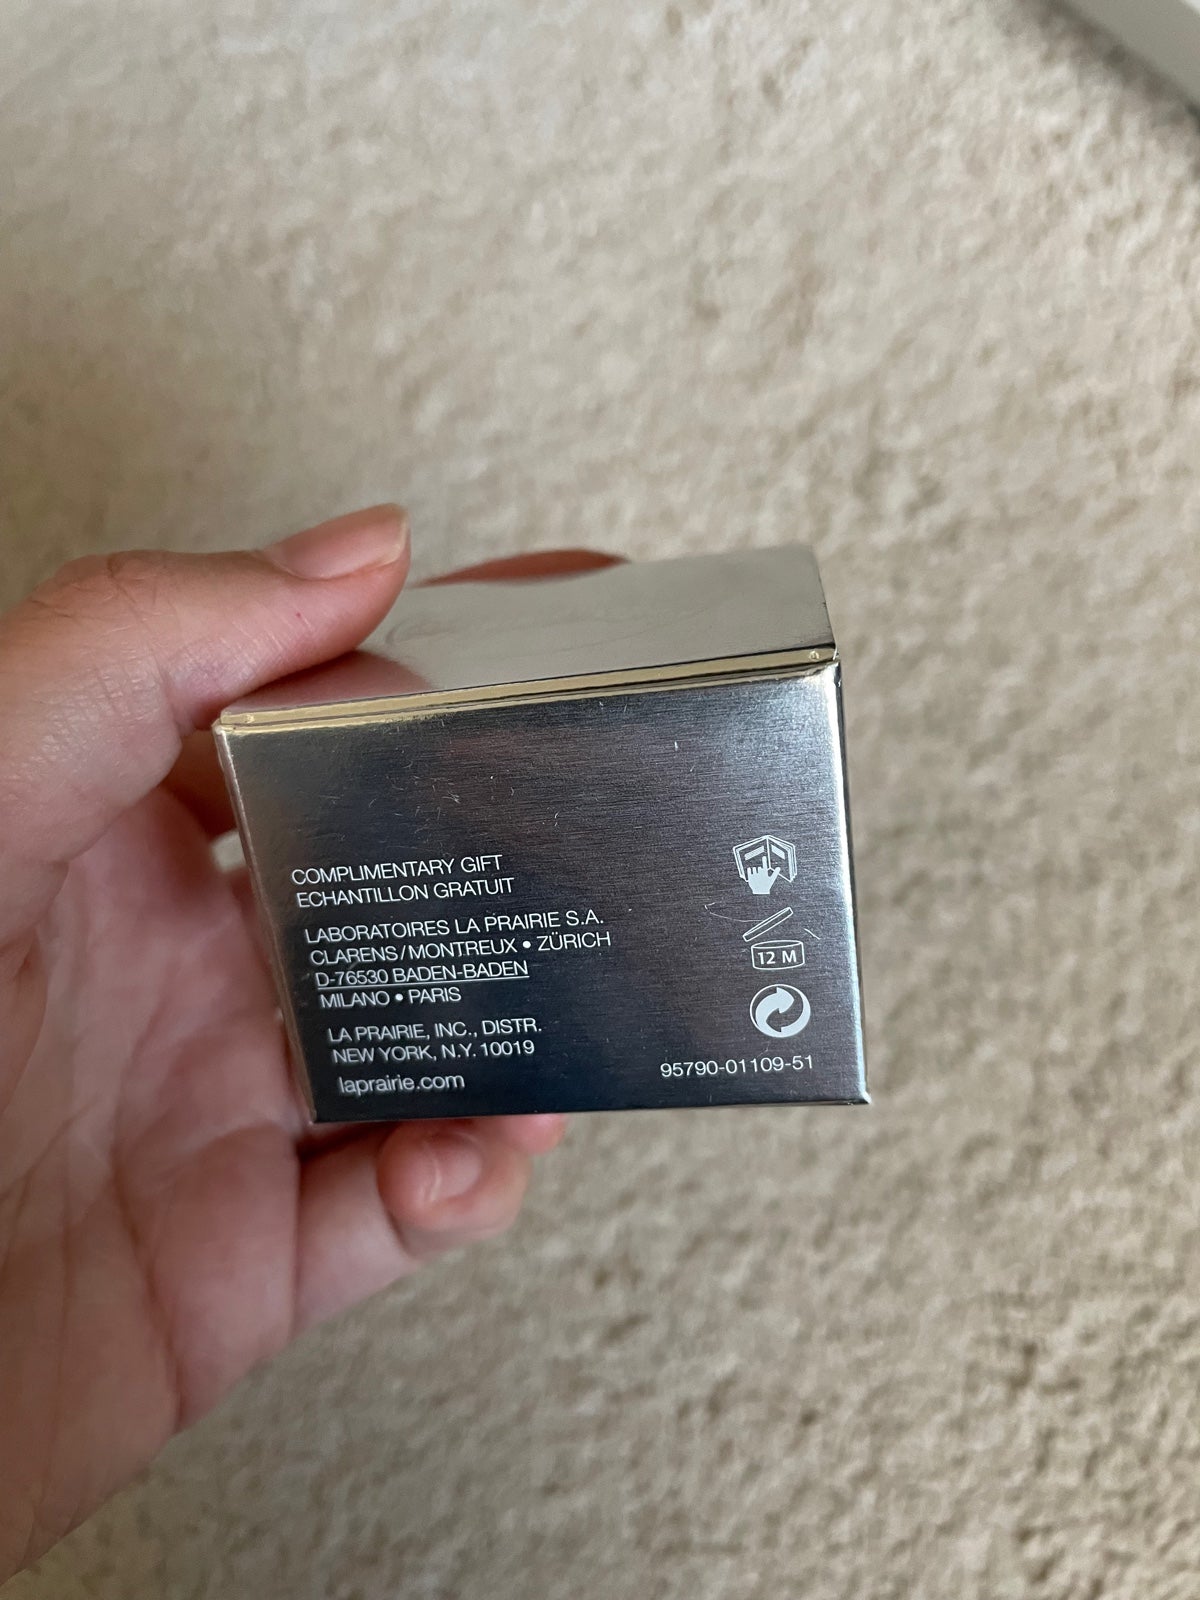 COMPLIMENTARY GIFT
ECHANTILLON GRATUIT
LABORATOIRES LA PRAIRIE S.A.
CLARENS/MONTREUX • ZÜRICH
D-76530 BADEN-BADEN
MILANO • PARIS
LA PRAIRIE, INC., DISTR.
NEW YORK, N.Y. 10019
laprairie.com
12 M
95790-01109-51